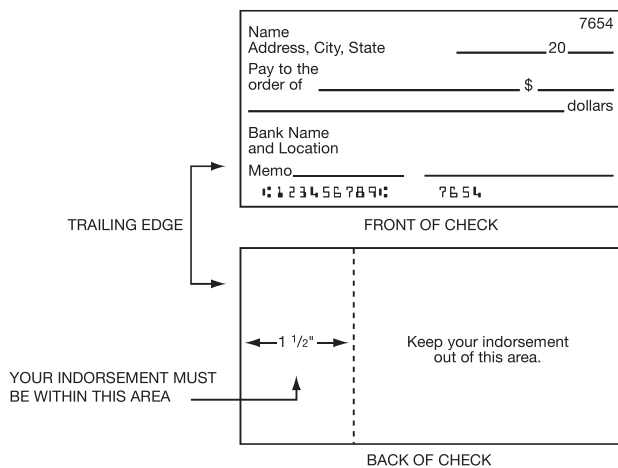 7654
Name
Address, City, State 20
Pay to the
order of $
dollars
Bank Name
and Location
Memo
⑆123456789⑆ 7654
TRAILING EDGE
FRONT OF CHECK
1 1/2"
Keep your indorsement
out of this area.
YOUR INDORSEMENT MUST
BE WITHIN THIS AREA
BACK OF CHECK